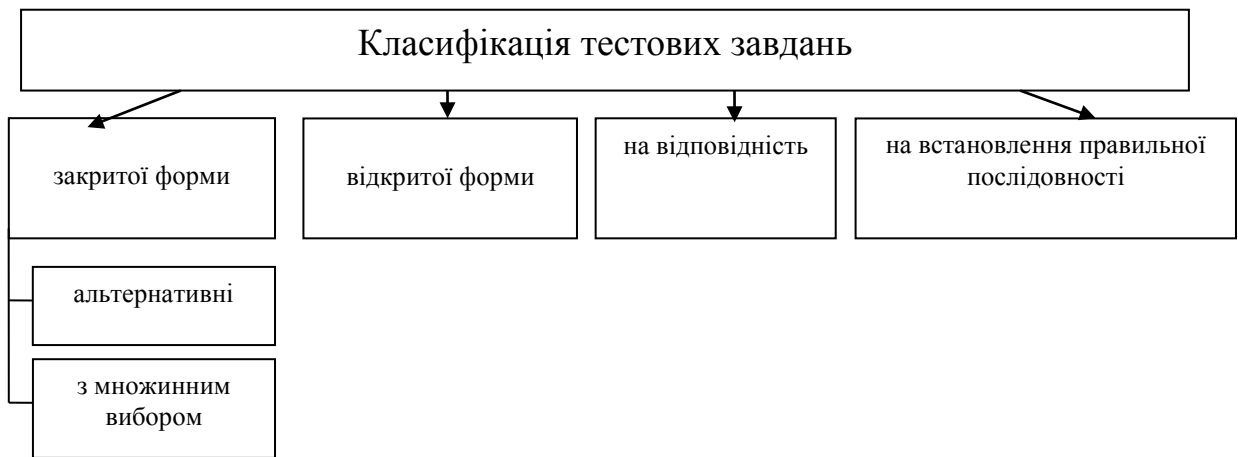 Класифікація тестових завдань
закритої форми
відкритої форми
на відповідність
на встановлення правильної
послідовності
альтернативні
з множинним
вибором